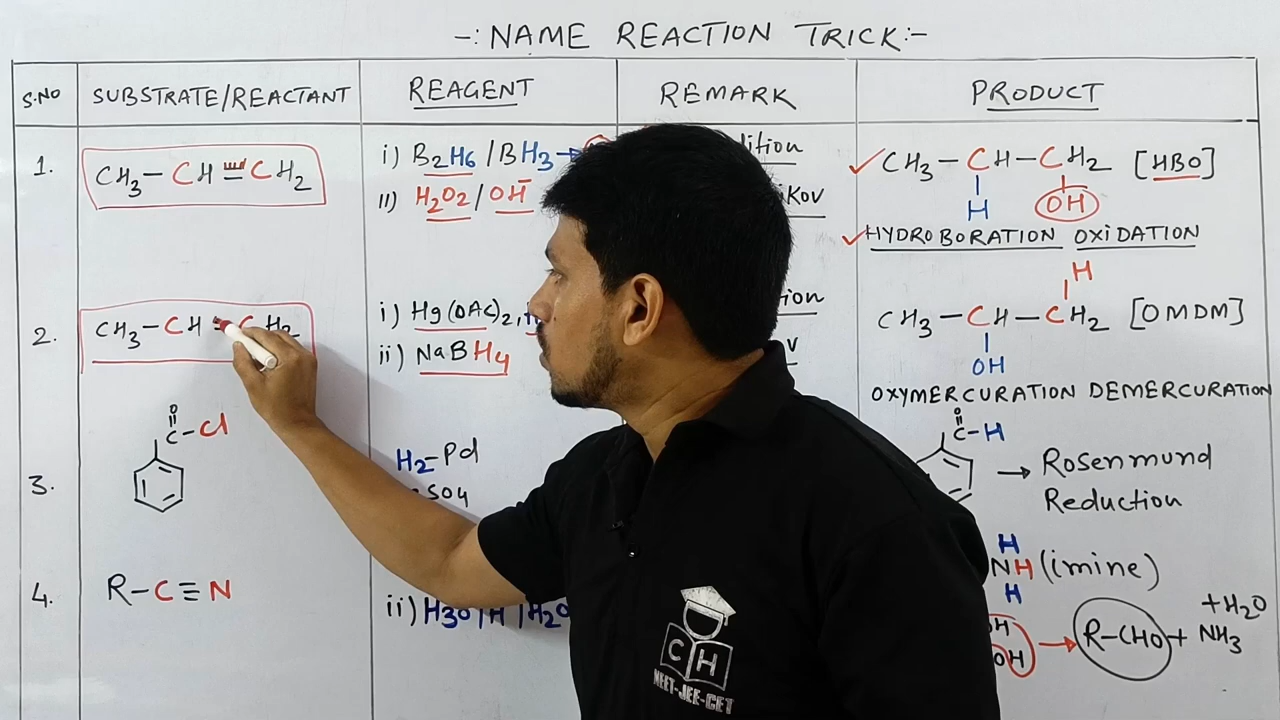 -: NAME REACTION TRICK:-
S.NO SUBSTRATE/REACTANT REAGENT REMARK PRODUCT
1. CH3-CH=CH2 i) B2H6/BH3→
ii) H2O2/OH⁻
CH3-CH-CH2 [HBO]
H OH
HYDROBORATION OXIDATION
2. CH3-CH CH2 i) Hg(OAC)2,
ii) NaBH4
H
CH3-CH-CH2 [OMDM]
OH
OXYMERCURATION DEMERCURATION
3. O
C-Cl
H2-Pd
SO4
O
C-H
→ Rosenmund
Reduction
4. R-C≡N
ii) H3O/H /H2O
H
NH (imine)
H
OH
OH → R-CHO + NH3
+H2O
C H
NEET-JEE-CET